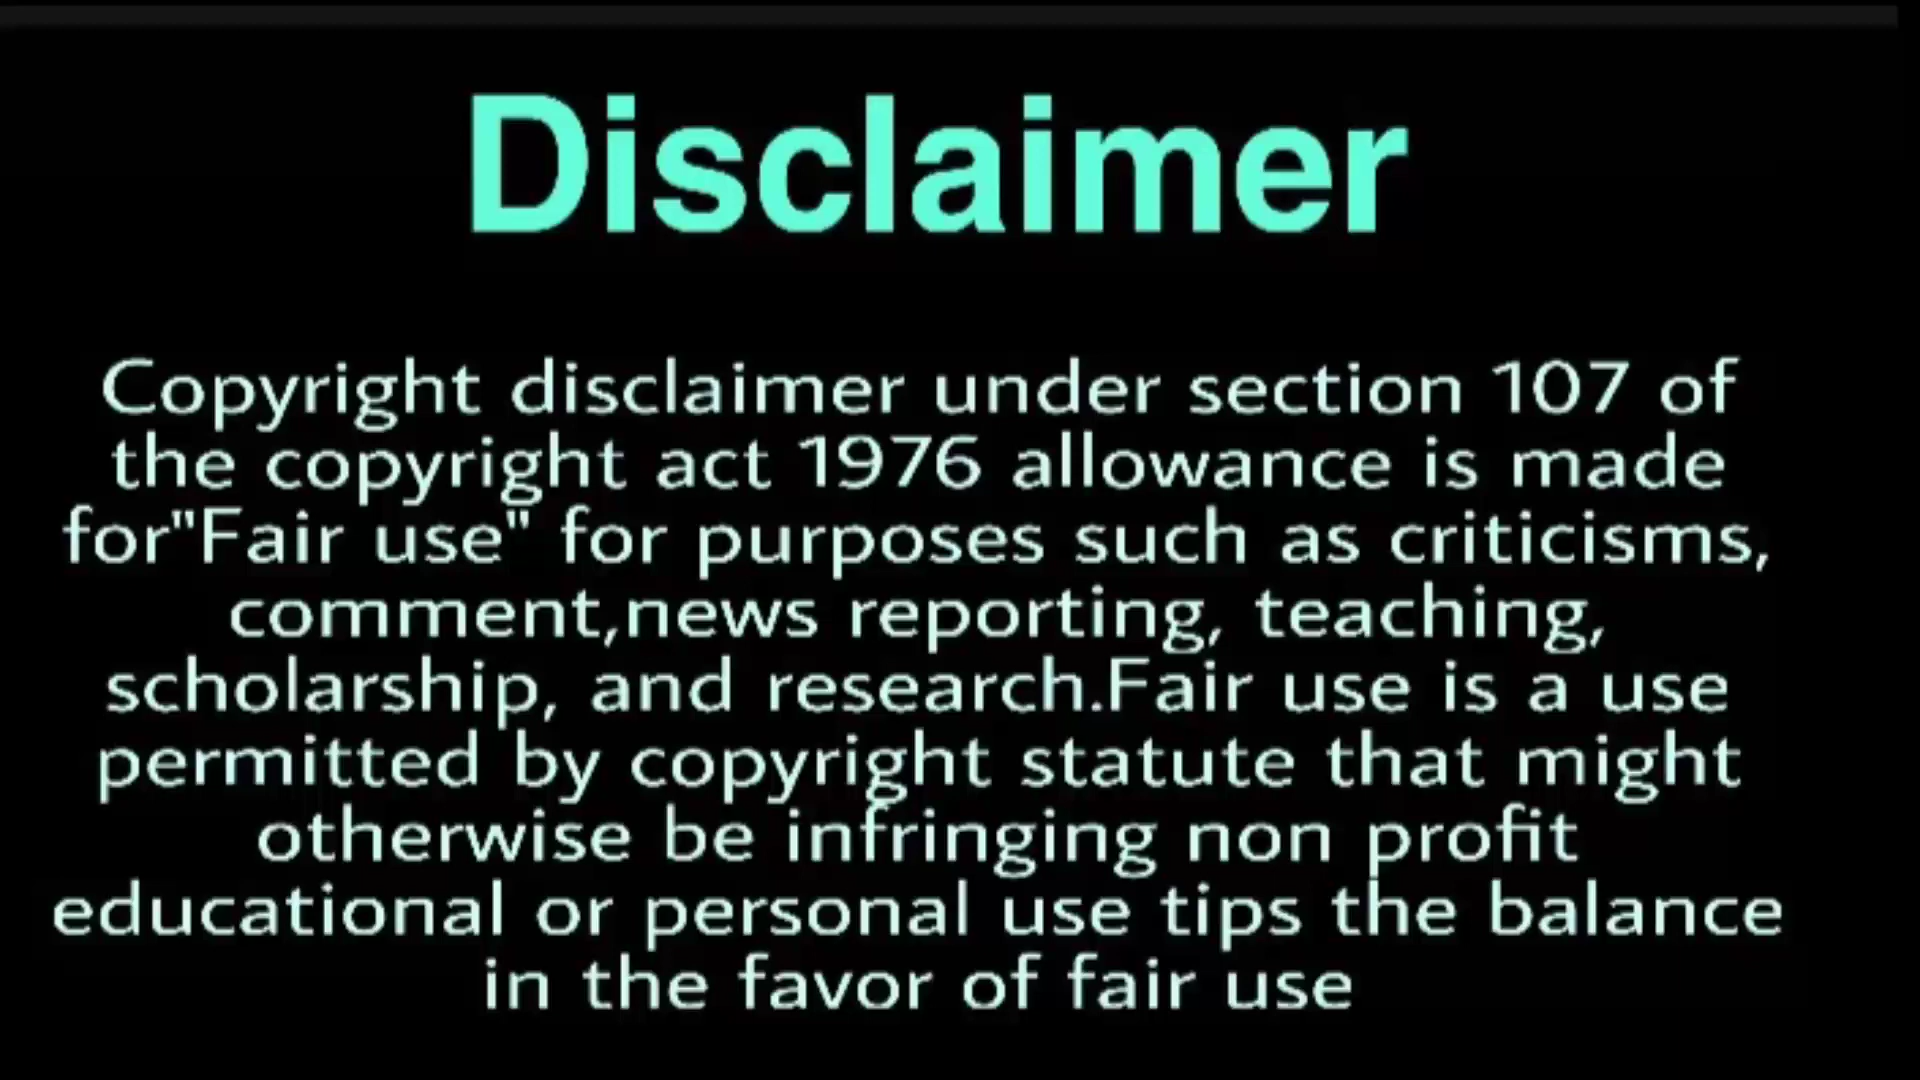 Disclaimer
Copyright disclaimer under section 107 of
the copyright act 1976 allowance is made
for"Fair use" for purposes such as criticisms,
comment,news reporting, teaching,
scholarship, and research.Fair use is a use
permitted by copyright statute that might
otherwise be infringing non profit
educational or personal use tips the balance
in the favor of fair use